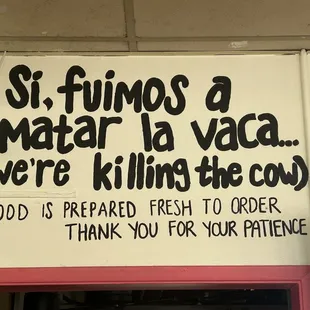 Si, fuimos a
matar la vaca...
we're killing the cow)
OOD IS PREPARED FRESH TO ORDER
THANK YOU FOR YOUR PATIENCE